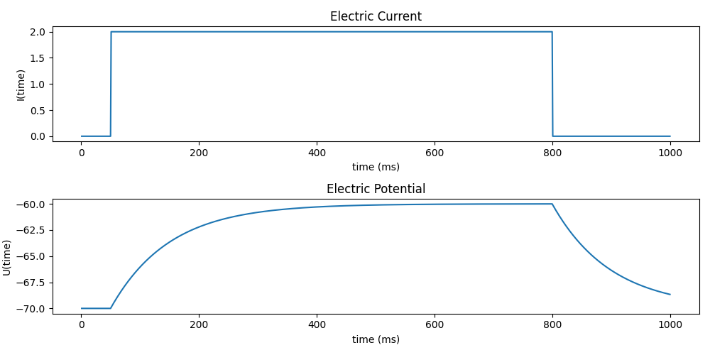 Electric Current
2.0
1.5
1.0
0.5
0.0
I(time)
0 200 400 600 800 1000
time (ms)
Electric Potential
−60.0
−62.5
−65.0
−67.5
−70.0
U(time)
0 200 400 600 800 1000
time (ms)